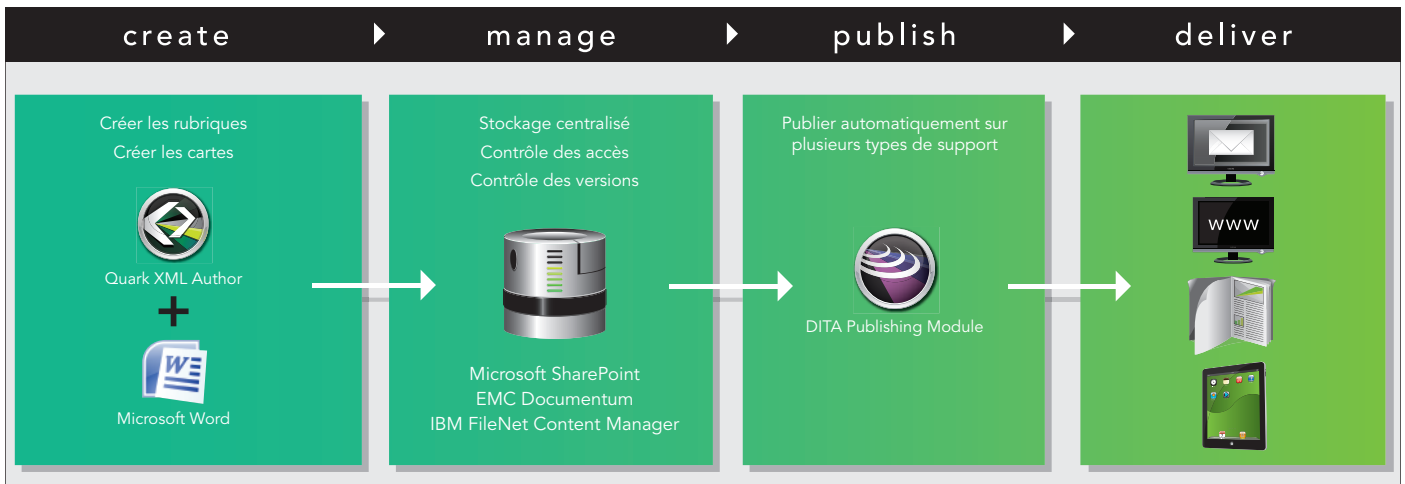 create
manage
publish
deliver
Créer les rubriques
Créer les cartes
Quark XML Author
+
W
Microsoft Word
Stockage centralisé
Contrôle des accès
Contrôle des versions
Microsoft SharePoint
EMC Documentum
IBM FileNet Content Manager
Publier automatiquement sur
plusieurs types de support
DITA Publishing Module
www